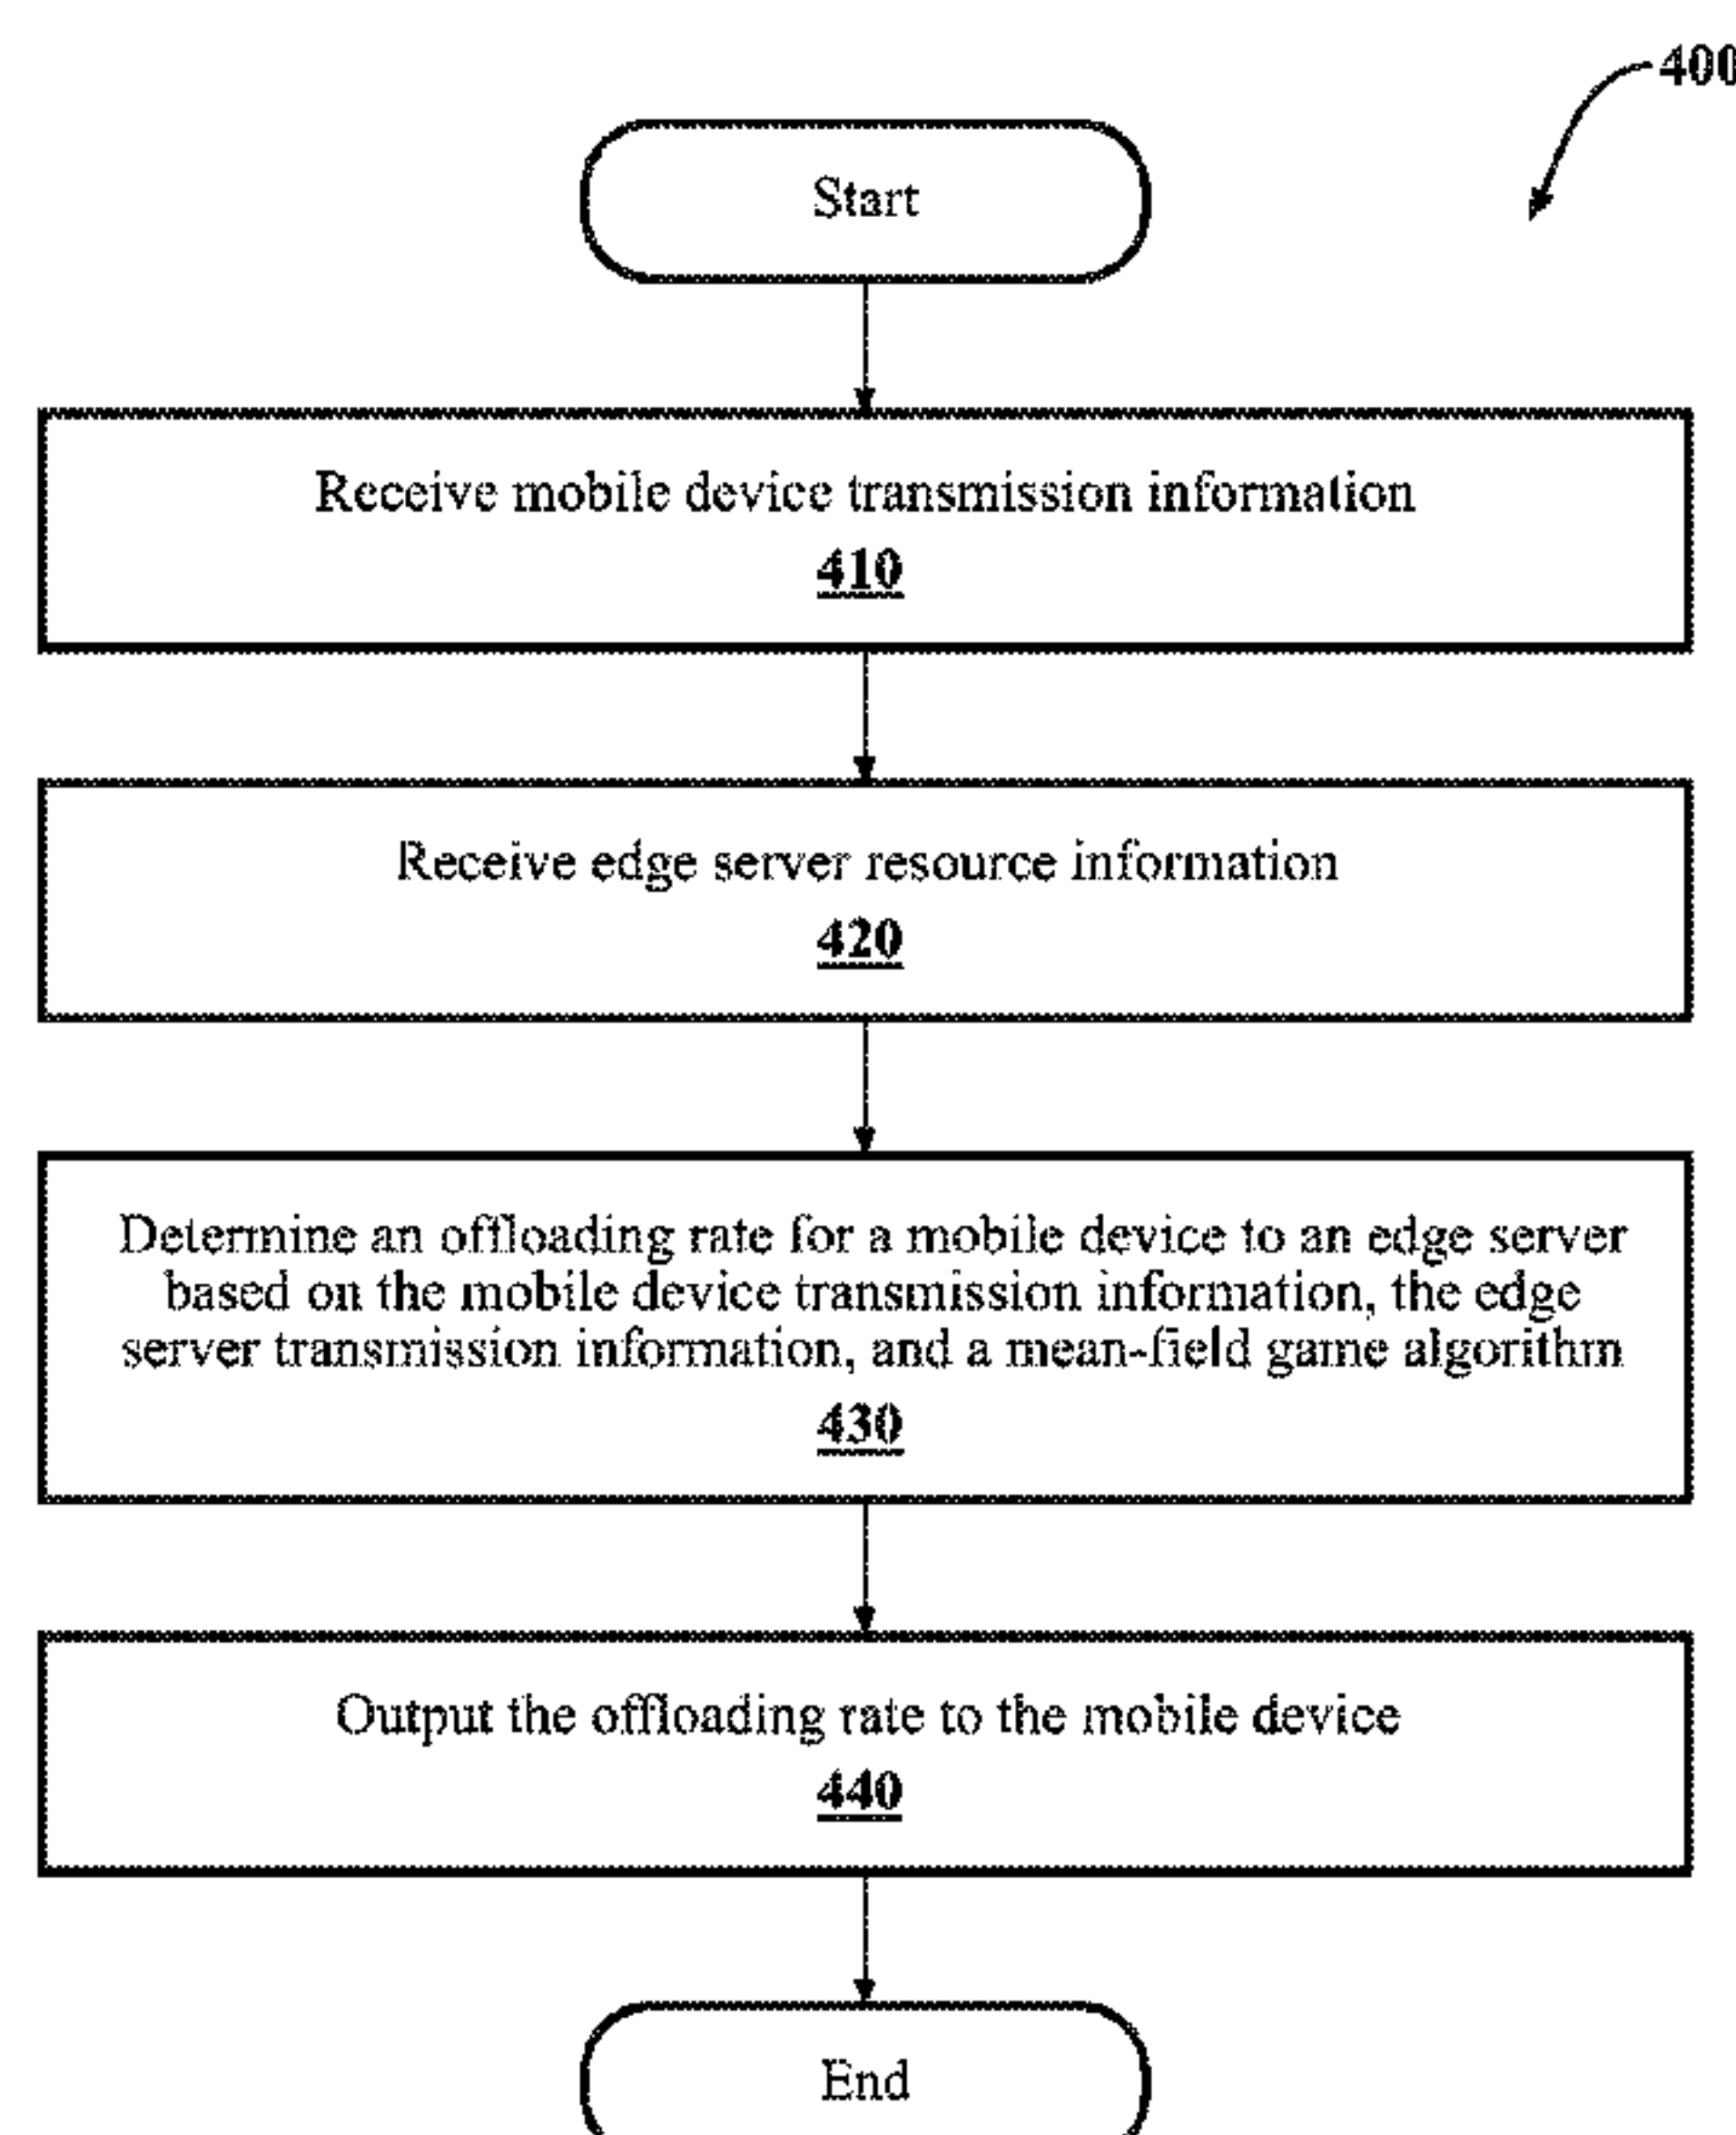 400
Start
Receive mobile device transmission information
410
Receive edge server resource information
420
Determine an offloading rate for a mobile device to an edge server
based on the mobile device transmission information, the edge
server transmission information, and a mean-field game algorithm
430
Output the offloading rate to the mobile device
440
End